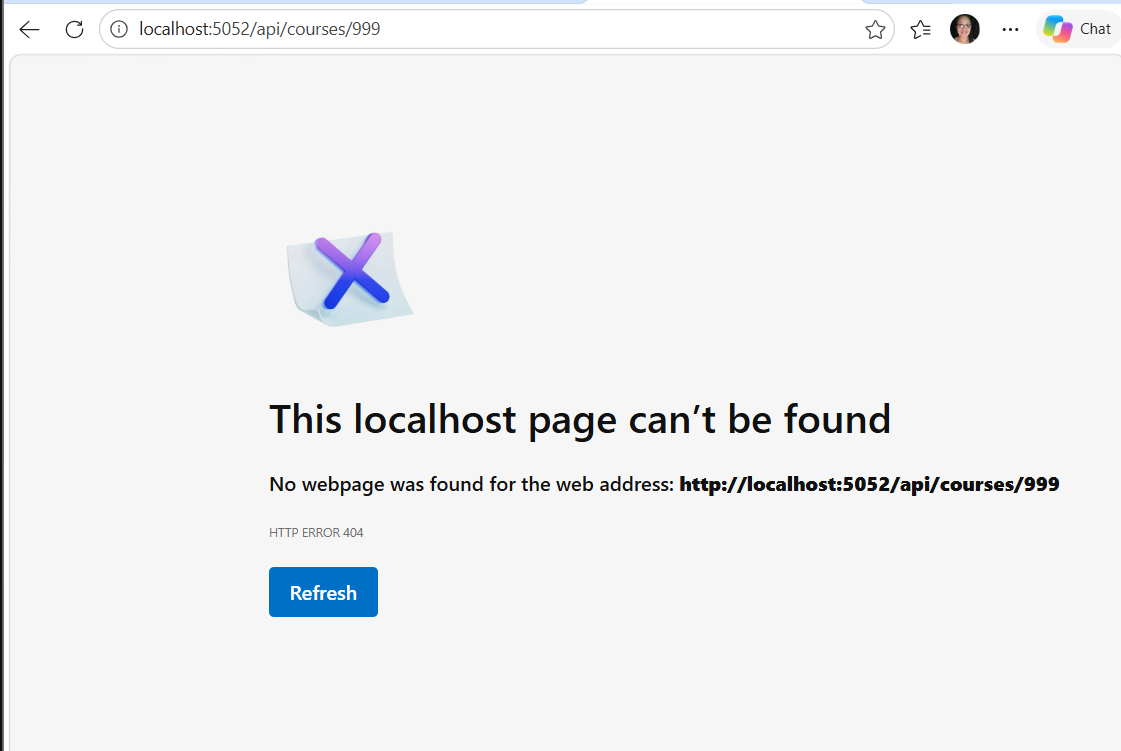 localhost:5052/api/courses/999
Chat
This localhost page can’t be found
No webpage was found for the web address: http://localhost:5052/api/courses/999
HTTP ERROR 404
Refresh